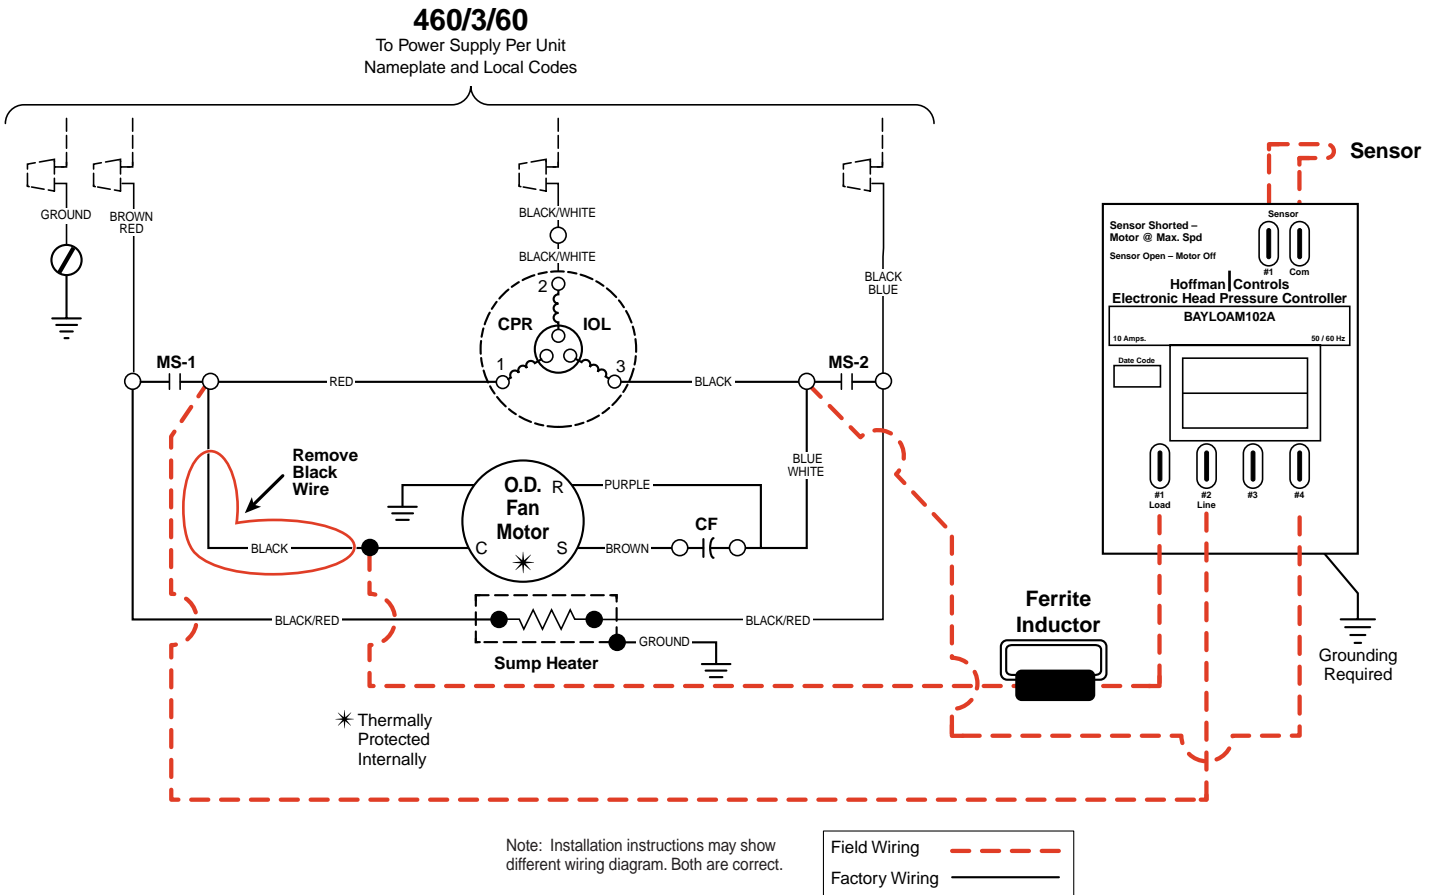 460/3/60
To Power Supply Per Unit
Nameplate and Local Codes
GROUND
BROWN
RED
BLACK/WHITE
BLACK/WHITE
BLACK
BLUE
2
CPR
IOL
1
3
MS-1
RED
BLACK
MS-2
Remove
Black
Wire
BLACK
O.D.
Fan
Motor
R
C
S
PURPLE
BROWN
CF
BLUE
WHITE
BLACK/RED
BLACK/RED
GROUND
Sump Heater
Thermally
Protected
Internally
Sensor
Sensor
Sensor Shorted –
Motor @ Max. Spd
Sensor Open – Motor Off
#1
Com
Hoffman Controls
Electronic Head Pressure Controller
BAYLOAM102A
10 Amps.
50 / 60 Hz
Date Code
#1
Load
#2
Line
#3
#4
Ferrite
Inductor
Grounding
Required
Note: Installation instructions may show
different wiring diagram. Both are correct.
Field Wiring
Factory Wiring